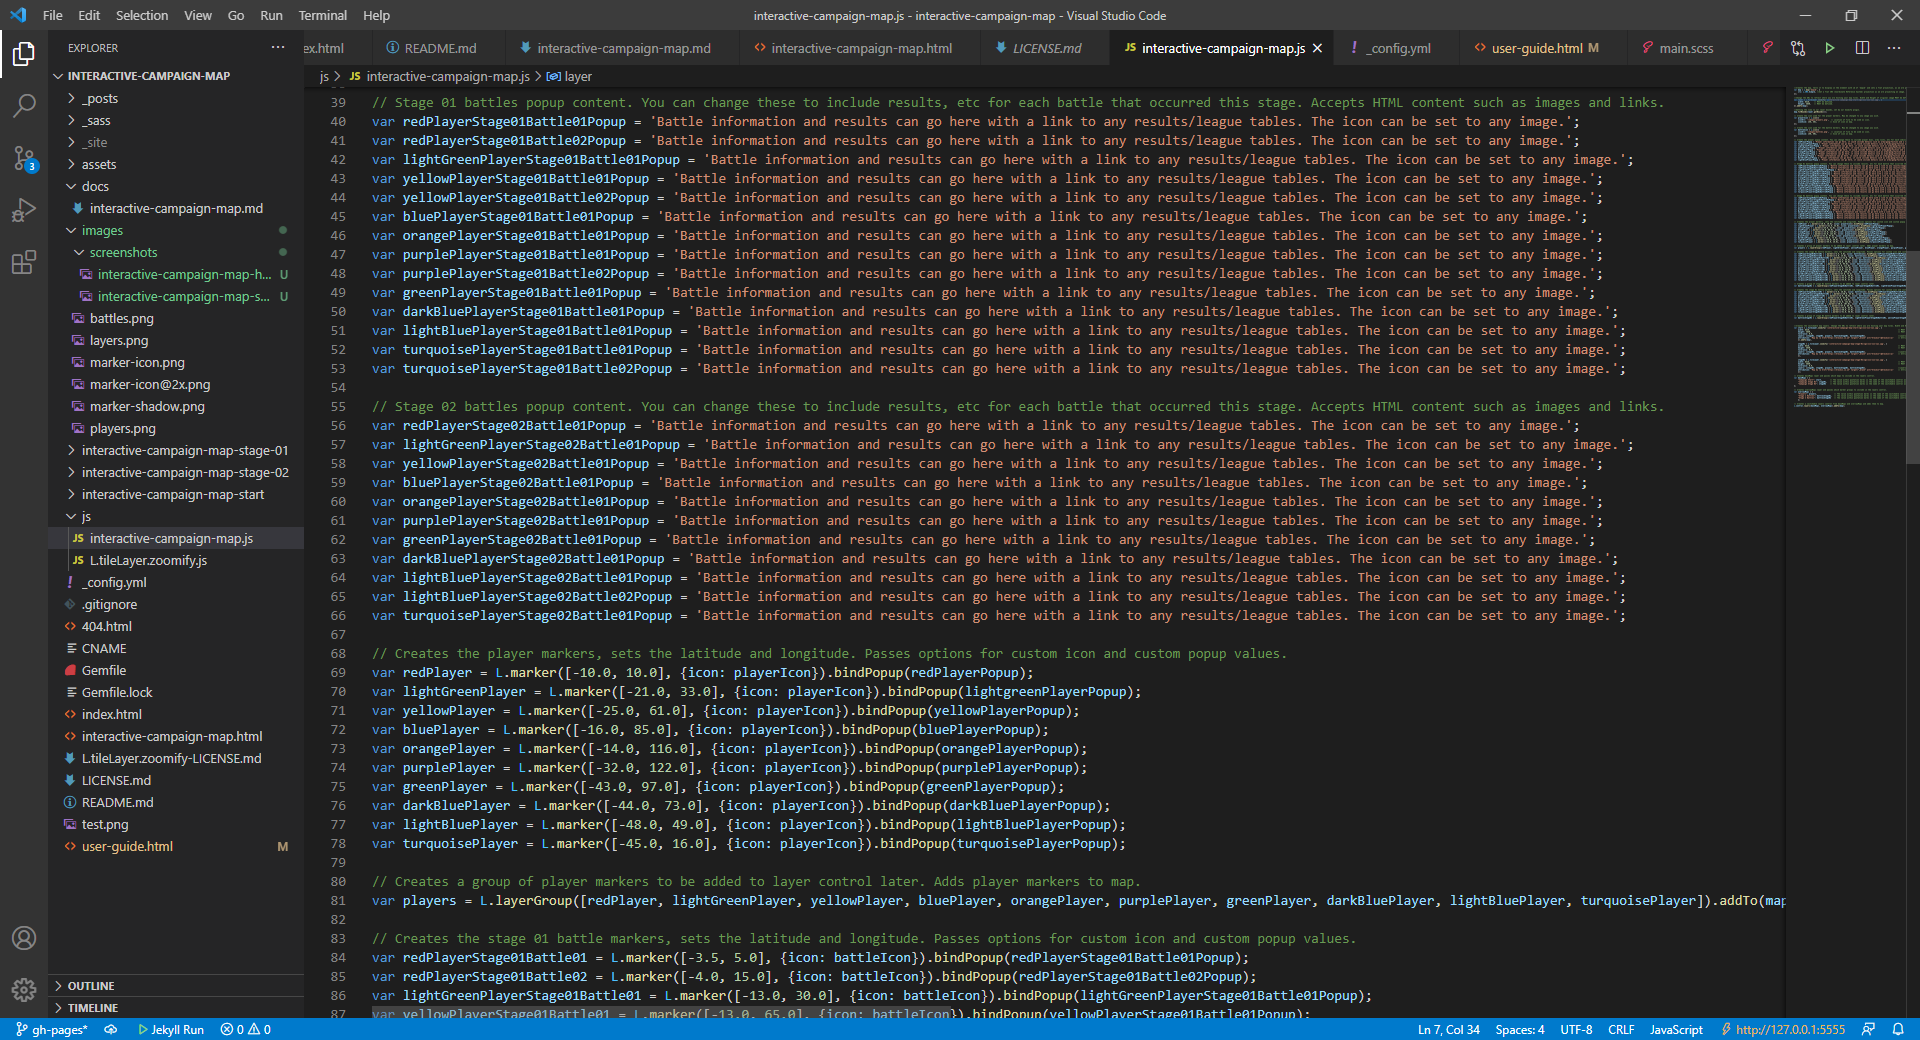 File Edit Selection View Go Run Terminal Help
interactive-campaign-map.js - interactive-campaign-map - Visual Studio Code
EXPLORER
INTERACTIVE-CAMPAIGN-MAP
_posts
_sass
_site
assets
docs
interactive-campaign-map.md
images
screenshots
interactive-campaign-map-h... U
interactive-campaign-map-s... U
battles.png
layers.png
marker-icon.png
marker-icon@2x.png
marker-shadow.png
players.png
interactive-campaign-map-stage-01
interactive-campaign-map-stage-02
interactive-campaign-map-start
js
JS interactive-campaign-map.js
JS L.tileLayer.zoomify.js
! _config.yml
.gitignore
<> 404.html
CNAME
Gemfile
Gemfile.lock
<> index.html
<> interactive-campaign-map.html
L.tileLayer.zoomify-LICENSE.md
LICENSE.md
README.md
test.png
<> user-guide.html M
OUTLINE
TIMELINE
3
ex.html README.md interactive-campaign-map.md <> interactive-campaign-map.html LICENSE.md JS interactive-campaign-map.js ! _config.yml <> user-guide.html M main.scss
js > JS interactive-campaign-map.js > layer
39 // Stage 01 battles popup content. You can change these to include results, etc for each battle that occurred this stage. Accepts HTML content such as images and links.
40 var redPlayerStage01Battle01Popup = 'Battle information and results can go here with a link to any results/league tables. The icon can be set to any image.';
41 var redPlayerStage01Battle02Popup = 'Battle information and results can go here with a link to any results/league tables. The icon can be set to any image.';
42 var lightGreenPlayerStage01Battle01Popup = 'Battle information and results can go here with a link to any results/league tables. The icon can be set to any image.';
43 var yellowPlayerStage01Battle01Popup = 'Battle information and results can go here with a link to any results/league tables. The icon can be set to any image.';
44 var yellowPlayerStage01Battle02Popup = 'Battle information and results can go here with a link to any results/league tables. The icon can be set to any image.';
45 var bluePlayerStage01Battle01Popup = 'Battle information and results can go here with a link to any results/league tables. The icon can be set to any image.';
46 var orangePlayerStage01Battle01Popup = 'Battle information and results can go here with a link to any results/league tables. The icon can be set to any image.';
47 var purplePlayerStage01Battle01Popup = 'Battle information and results can go here with a link to any results/league tables. The icon can be set to any image.';
48 var purplePlayerStage01Battle02Popup = 'Battle information and results can go here with a link to any results/league tables. The icon can be set to any image.';
49 var greenPlayerStage01Battle01Popup = 'Battle information and results can go here with a link to any results/league tables. The icon can be set to any image.';
50 var darkBluePlayerStage01Battle01Popup = 'Battle information and results can go here with a link to any results/league tables. The icon can be set to any image.';
51 var lightBluePlayerStage01Battle01Popup = 'Battle information and results can go here with a link to any results/league tables. The icon can be set to any image.';
52 var turquoisePlayerStage01Battle01Popup = 'Battle information and results can go here with a link to any results/league tables. The icon can be set to any image.';
53 var turquoisePlayerStage01Battle02Popup = 'Battle information and results can go here with a link to any results/league tables. The icon can be set to any image.';
54
55 // Stage 02 battles popup content. You can change these to include results, etc for each battle that occurred this stage. Accepts HTML content such as images and links.
56 var redPlayerStage02Battle01Popup = 'Battle information and results can go here with a link to any results/league tables. The icon can be set to any image.';
57 var lightGreenPlayerStage02Battle01Popup = 'Battle information and results can go here with a link to any results/league tables. The icon can be set to any image.';
58 var yellowPlayerStage02Battle01Popup = 'Battle information and results can go here with a link to any results/league tables. The icon can be set to any image.';
59 var bluePlayerStage02Battle01Popup = 'Battle information and results can go here with a link to any results/league tables. The icon can be set to any image.';
60 var orangePlayerStage02Battle01Popup = 'Battle information and results can go here with a link to any results/league tables. The icon can be set to any image.';
61 var purplePlayerStage02Battle01Popup = 'Battle information and results can go here with a link to any results/league tables. The icon can be set to any image.';
62 var greenPlayerStage02Battle01Popup = 'Battle information and results can go here with a link to any results/league tables. The icon can be set to any image.';
63 var darkBluePlayerStage02Battle01Popup = 'Battle information and results can go here with a link to any results/league tables. The icon can be set to any image.';
64 var lightBluePlayerStage02Battle01Popup = 'Battle information and results can go here with a link to any results/league tables. The icon can be set to any image.';
65 var lightBluePlayerStage02Battle02Popup = 'Battle information and results can go here with a link to any results/league tables. The icon can be set to any image.';
66 var turquoisePlayerStage02Battle01Popup = 'Battle information and results can go here with a link to any results/league tables. The icon can be set to any image.';
67
68 // Creates the player markers, sets the latitude and longitude. Passes options for custom icon and custom popup values.
69 var redPlayer = L.marker([-10.0, 10.0], {icon: playerIcon}).bindPopup(redPlayerPopup);
70 var lightGreenPlayer = L.marker([-21.0, 33.0], {icon: playerIcon}).bindPopup(lightgreenPlayerPopup);
71 var yellowPlayer = L.marker([-25.0, 61.0], {icon: playerIcon}).bindPopup(yellowPlayerPopup);
72 var bluePlayer = L.marker([-16.0, 85.0], {icon: playerIcon}).bindPopup(bluePlayerPopup);
73 var orangePlayer = L.marker([-14.0, 116.0], {icon: playerIcon}).bindPopup(orangePlayerPopup);
74 var purplePlayer = L.marker([-32.0, 122.0], {icon: playerIcon}).bindPopup(purplePlayerPopup);
75 var greenPlayer = L.marker([-43.0, 97.0], {icon: playerIcon}).bindPopup(greenPlayerPopup);
76 var darkBluePlayer = L.marker([-44.0, 73.0], {icon: playerIcon}).bindPopup(darkBluePlayerPopup);
77 var lightBluePlayer = L.marker([-48.0, 49.0], {icon: playerIcon}).bindPopup(lightBluePlayerPopup);
78 var turquoisePlayer = L.marker([-45.0, 16.0], {icon: playerIcon}).bindPopup(turquoisePlayerPopup);
79
80 // Creates a group of player markers to be added to layer control later. Adds player markers to map.
81 var players = L.layerGroup([redPlayer, lightGreenPlayer, yellowPlayer, bluePlayer, orangePlayer, purplePlayer, greenPlayer, darkBluePlayer, lightBluePlayer, turquoisePlayer]).addTo(map
82
83 // Creates the stage 01 battle markers, sets the latitude and longitude. Passes options for custom icon and custom popup values.
84 var redPlayerStage01Battle01 = L.marker([-3.5, 5.0], {icon: battleIcon}).bindPopup(redPlayerStage01Battle01Popup);
85 var redPlayerStage01Battle02 = L.marker([-4.0, 15.0], {icon: battleIcon}).bindPopup(redPlayerStage01Battle02Popup);
86 var lightGreenPlayerStage01Battle01 = L.marker([-13.0, 30.0], {icon: battleIcon}).bindPopup(lightGreenPlayerStage01Battle01Popup);
87 var yellowPlayerStage01Battle01 = L.marker([-13.0, 65.0], {icon: battleIcon}).bindPopup(yellowPlayerStage01Battle01Popup);
gh-pages* Jekyll Run 0 0 Ln 7, Col 34 Spaces: 4 UTF-8 CRLF JavaScript http://127.0.0.1:5555